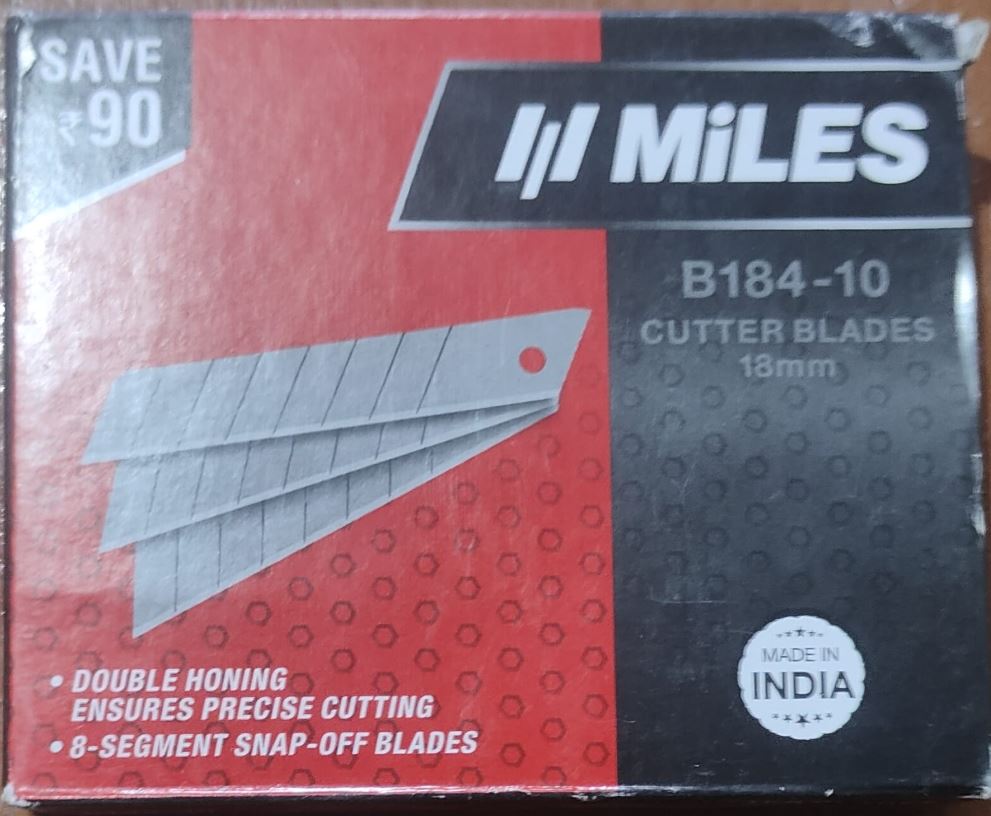 SAVE
₹90
MiLES
B184-10
CUTTER BLADES
18mm
• DOUBLE HONING
ENSURES PRECISE CUTTING
• 8-SEGMENT SNAP-OFF BLADES
MADE IN
INDIA